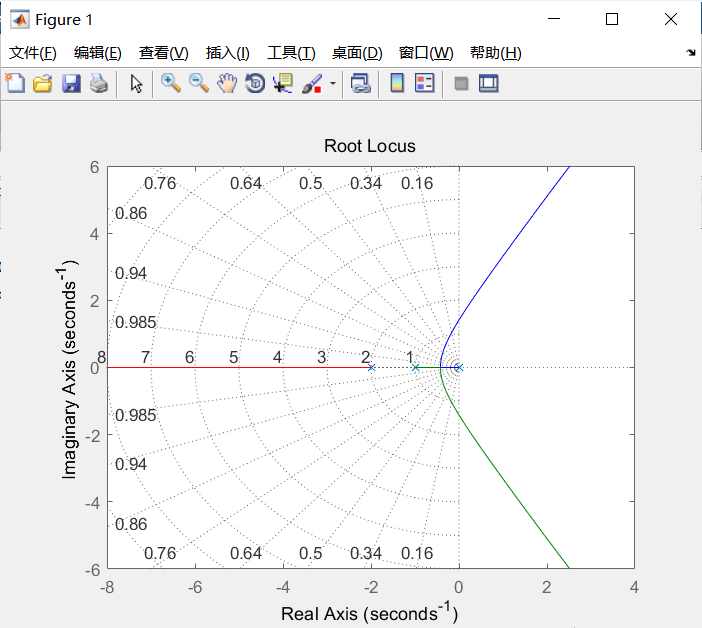 Figure 1
文件(F) 编辑(E) 查看(V) 插入(I) 工具(T) 桌面(D) 窗口(W) 帮助(H)
Root Locus
6
0.76 0.64 0.5 0.34 0.16
0.86
4
0.94
2
0.985
8 7 6 5 4 3 2 1
0
0.985
-2
0.94
-4
0.86
0.76 0.64 0.5 0.34 0.16
-6
-8 -6 -4 -2 0 2 4
Imaginary Axis (seconds-1)
Real Axis (seconds-1)